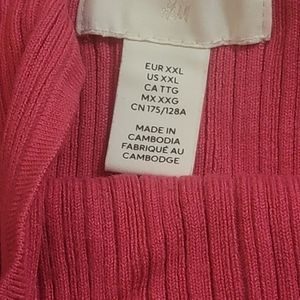 H&M
EUR XXL
US XXL
CA TTG
MX XXG
CN 175/128A
MADE IN
CAMBODIA
FABRIQUÉ AU
CAMBODGE